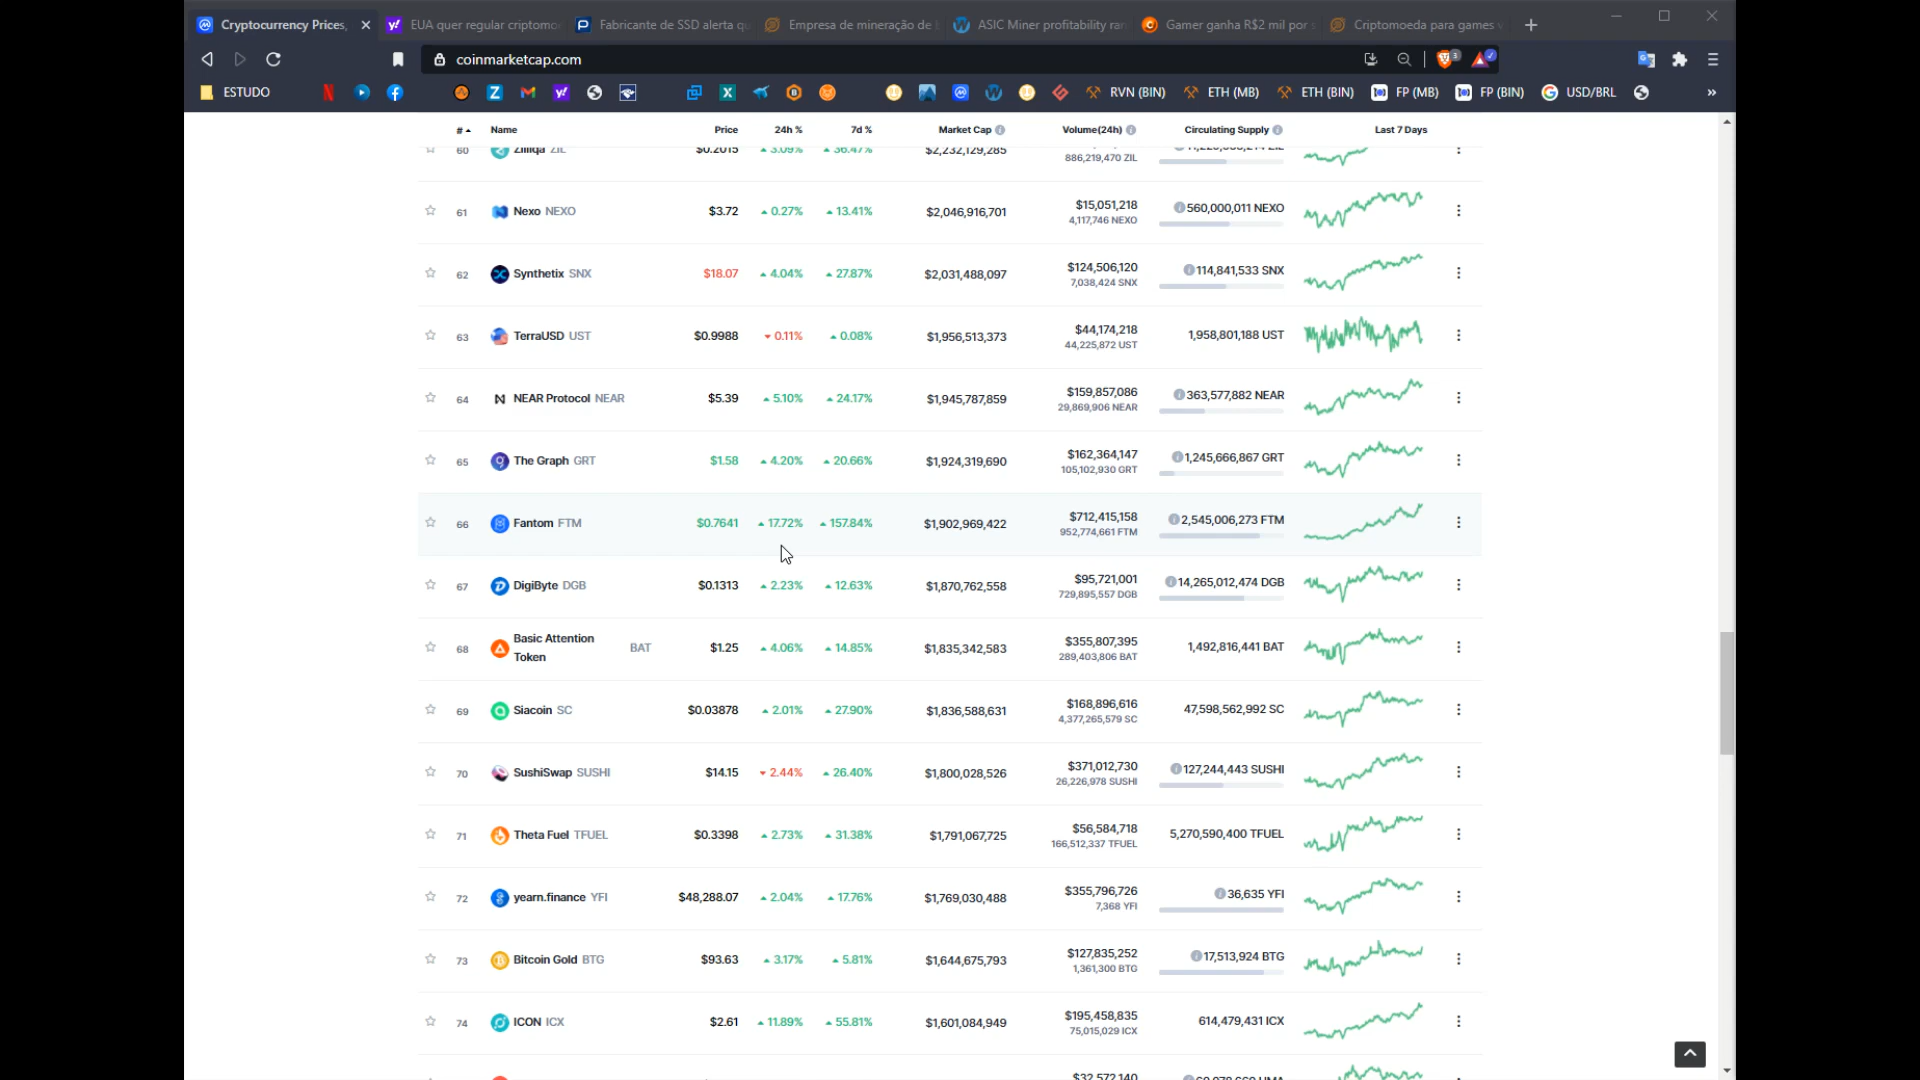 Cryptocurrency Prices,
EUA quer regular criptomo
Fabricante de SSD alerta qu
Empresa de mineração de
ASIC Miner profitability ran
Gamer ganha R$2 mil por s
Criptomoeda para games v
coinmarketcap.com
ESTUDO RVN (BIN) ETH (MB) ETH (BIN) FP (MB) FP (BIN) USD/BRL »
# Name Price 24h % 7d % Market Cap Volume(24h) Circulating Supply Last 7 Days
60 Zilliqa ZIL $0.2015 3.09% 36.47% $2,232,129,285
886,219,470 ZIL
61 Nexo NEXO $3.72 0.27% 13.41% $2,046,916,701 $15,051,218 560,000,011 NEXO
4,117,746 NEXO
62 Synthetix SNX $18.07 4.04% 27.87% $2,031,488,097 $124,506,120 114,841,533 SNX
7,038,424 SNX
63 TerraUSD UST $0.9988 0.11% 0.08% $1,956,513,373 $44,174,218 1,958,801,188 UST
44,225,872 UST
64 NEAR Protocol NEAR $5.39 5.10% 24.17% $1,945,787,859 $159,857,086 363,577,882 NEAR
29,869,906 NEAR
65 The Graph GRT $1.58 4.20% 20.66% $1,924,319,690 $162,364,147 1,245,666,867 GRT
105,102,930 GRT
66 Fantom FTM $0.7641 17.72% 157.84% $1,902,969,422 $712,415,158 2,545,006,273 FTM
952,774,661 FTM
67 DigiByte DGB $0.1313 2.23% 12.63% $1,870,762,558 $95,721,001 14,265,012,474 DGB
729,895,557 DGB
68 Basic Attention Token BAT $1.25 4.06% 14.85% $1,835,342,583 $355,807,395 1,492,816,441 BAT
289,403,806 BAT
69 Siacoin SC $0.03878 2.01% 27.90% $1,836,588,631 $168,896,616 47,598,562,992 SC
4,377,265,579 SC
70 SushiSwap SUSHI $14.15 2.44% 26.40% $1,800,028,526 $371,012,730 127,244,443 SUSHI
26,226,978 SUSHI
71 Theta Fuel TFUEL $0.3398 2.73% 31.38% $1,791,067,725 $56,584,718 5,270,590,400 TFUEL
166,512,337 TFUEL
72 yearn.finance YFI $48,288.07 2.04% 17.76% $1,769,030,488 $355,796,726 36,635 YFI
7,368 YFI
73 Bitcoin Gold BTG $93.63 3.17% 5.81% $1,644,675,793 $127,835,252 17,513,924 BTG
1,361,300 BTG
74 ICON ICX $2.61 11.89% 55.81% $1,601,084,949 $195,458,835 614,479,431 ICX
75,015,029 ICX
$32,572,140